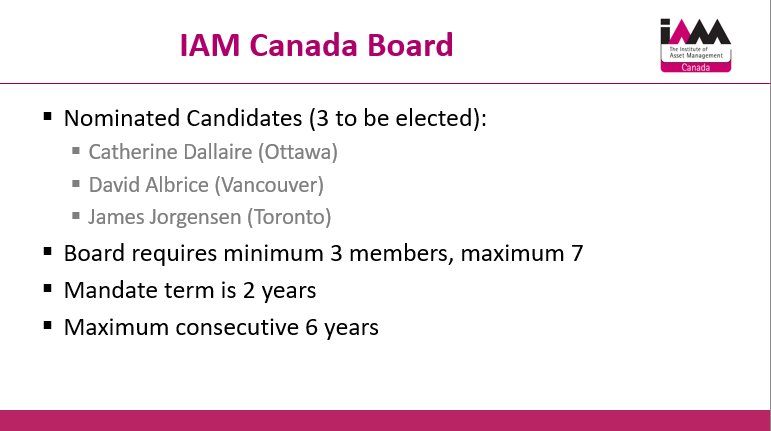 IAM Canada Board
iAM
The Institute of
Asset Management
Canada
▪ Nominated Candidates (3 to be elected):
▪ Catherine Dallaire (Ottawa)
▪ David Albrice (Vancouver)
▪ James Jorgensen (Toronto)
▪ Board requires minimum 3 members, maximum 7
▪ Mandate term is 2 years
▪ Maximum consecutive 6 years